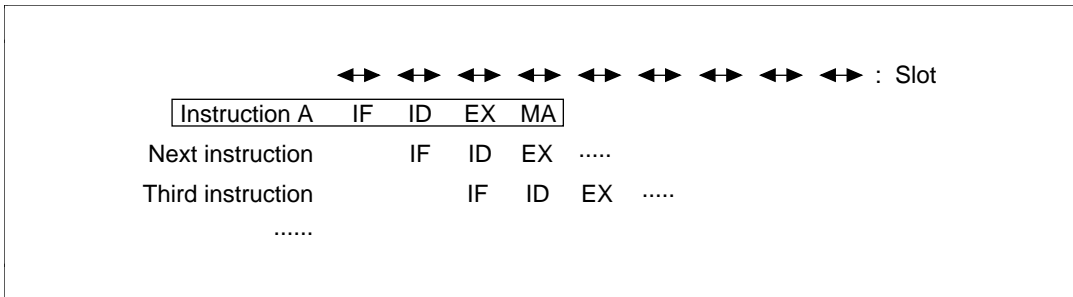 : Slot
Instruction A IF ID EX MA
Next instruction IF ID EX .....
Third instruction IF ID EX .....
......